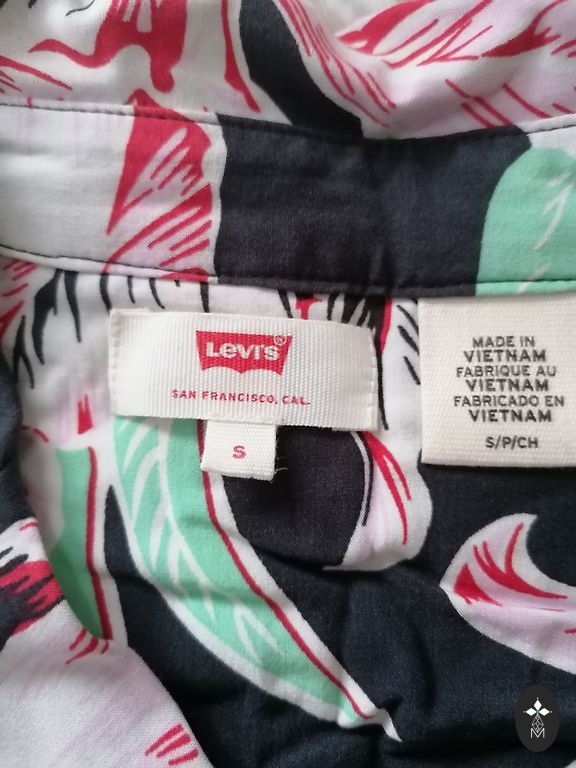 Levi's®
SAN FRANCISCO, CAL.
S
MADE IN
VIETNAM
FABRIQUE AU
VIETNAM
FABRICADO EN
VIETNAM
S/P/CH
M